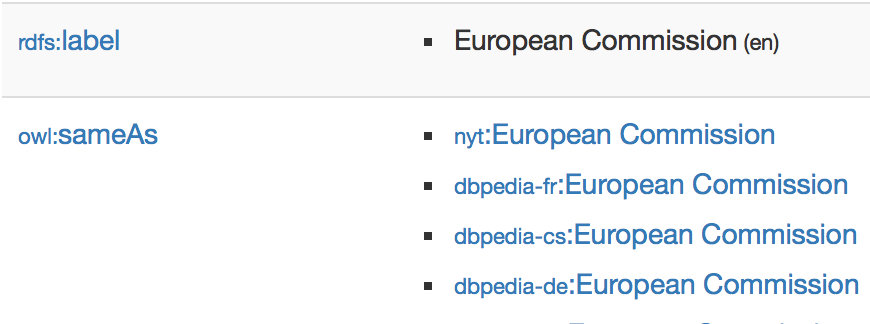 rdfs:label ▪ European Commission (en)
owl:sameAs ▪ nyt:European Commission
▪ dbpedia-fr:European Commission
▪ dbpedia-cs:European Commission
▪ dbpedia-de:European Commission